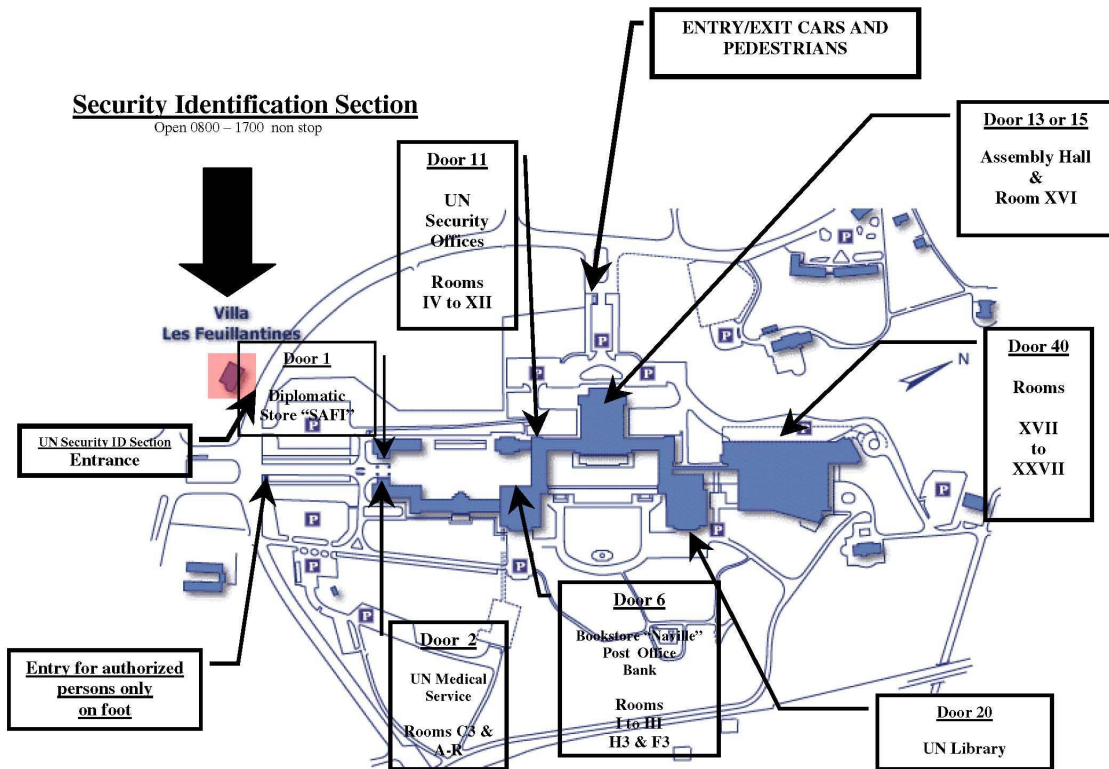 ENTRY/EXIT CARS AND
PEDESTRIANS
Security Identification Section
Open 0800 – 1700 non stop
Door 11
UN
Security
Offices
Rooms
IV to XII
Door 13 or 15
Assembly Hall
&
Room XVI
Villa
Les Feuillantines
Door 1
Diplomatic
Store “SAFI”
Door 40
Rooms
XVII
to
XXVII
N
UN Security ID Section
Entrance
P
P
P
P
P
P
P
P
P
P
P
P
P
P
Entry for authorized
persons only
on foot
Door 2
UN Medical
Service
Rooms C3 &
A-R
Door 6
Bookstore “Naville”
Post Office
Bank
Rooms
I to III
H3 & F3
Door 20
UN Library